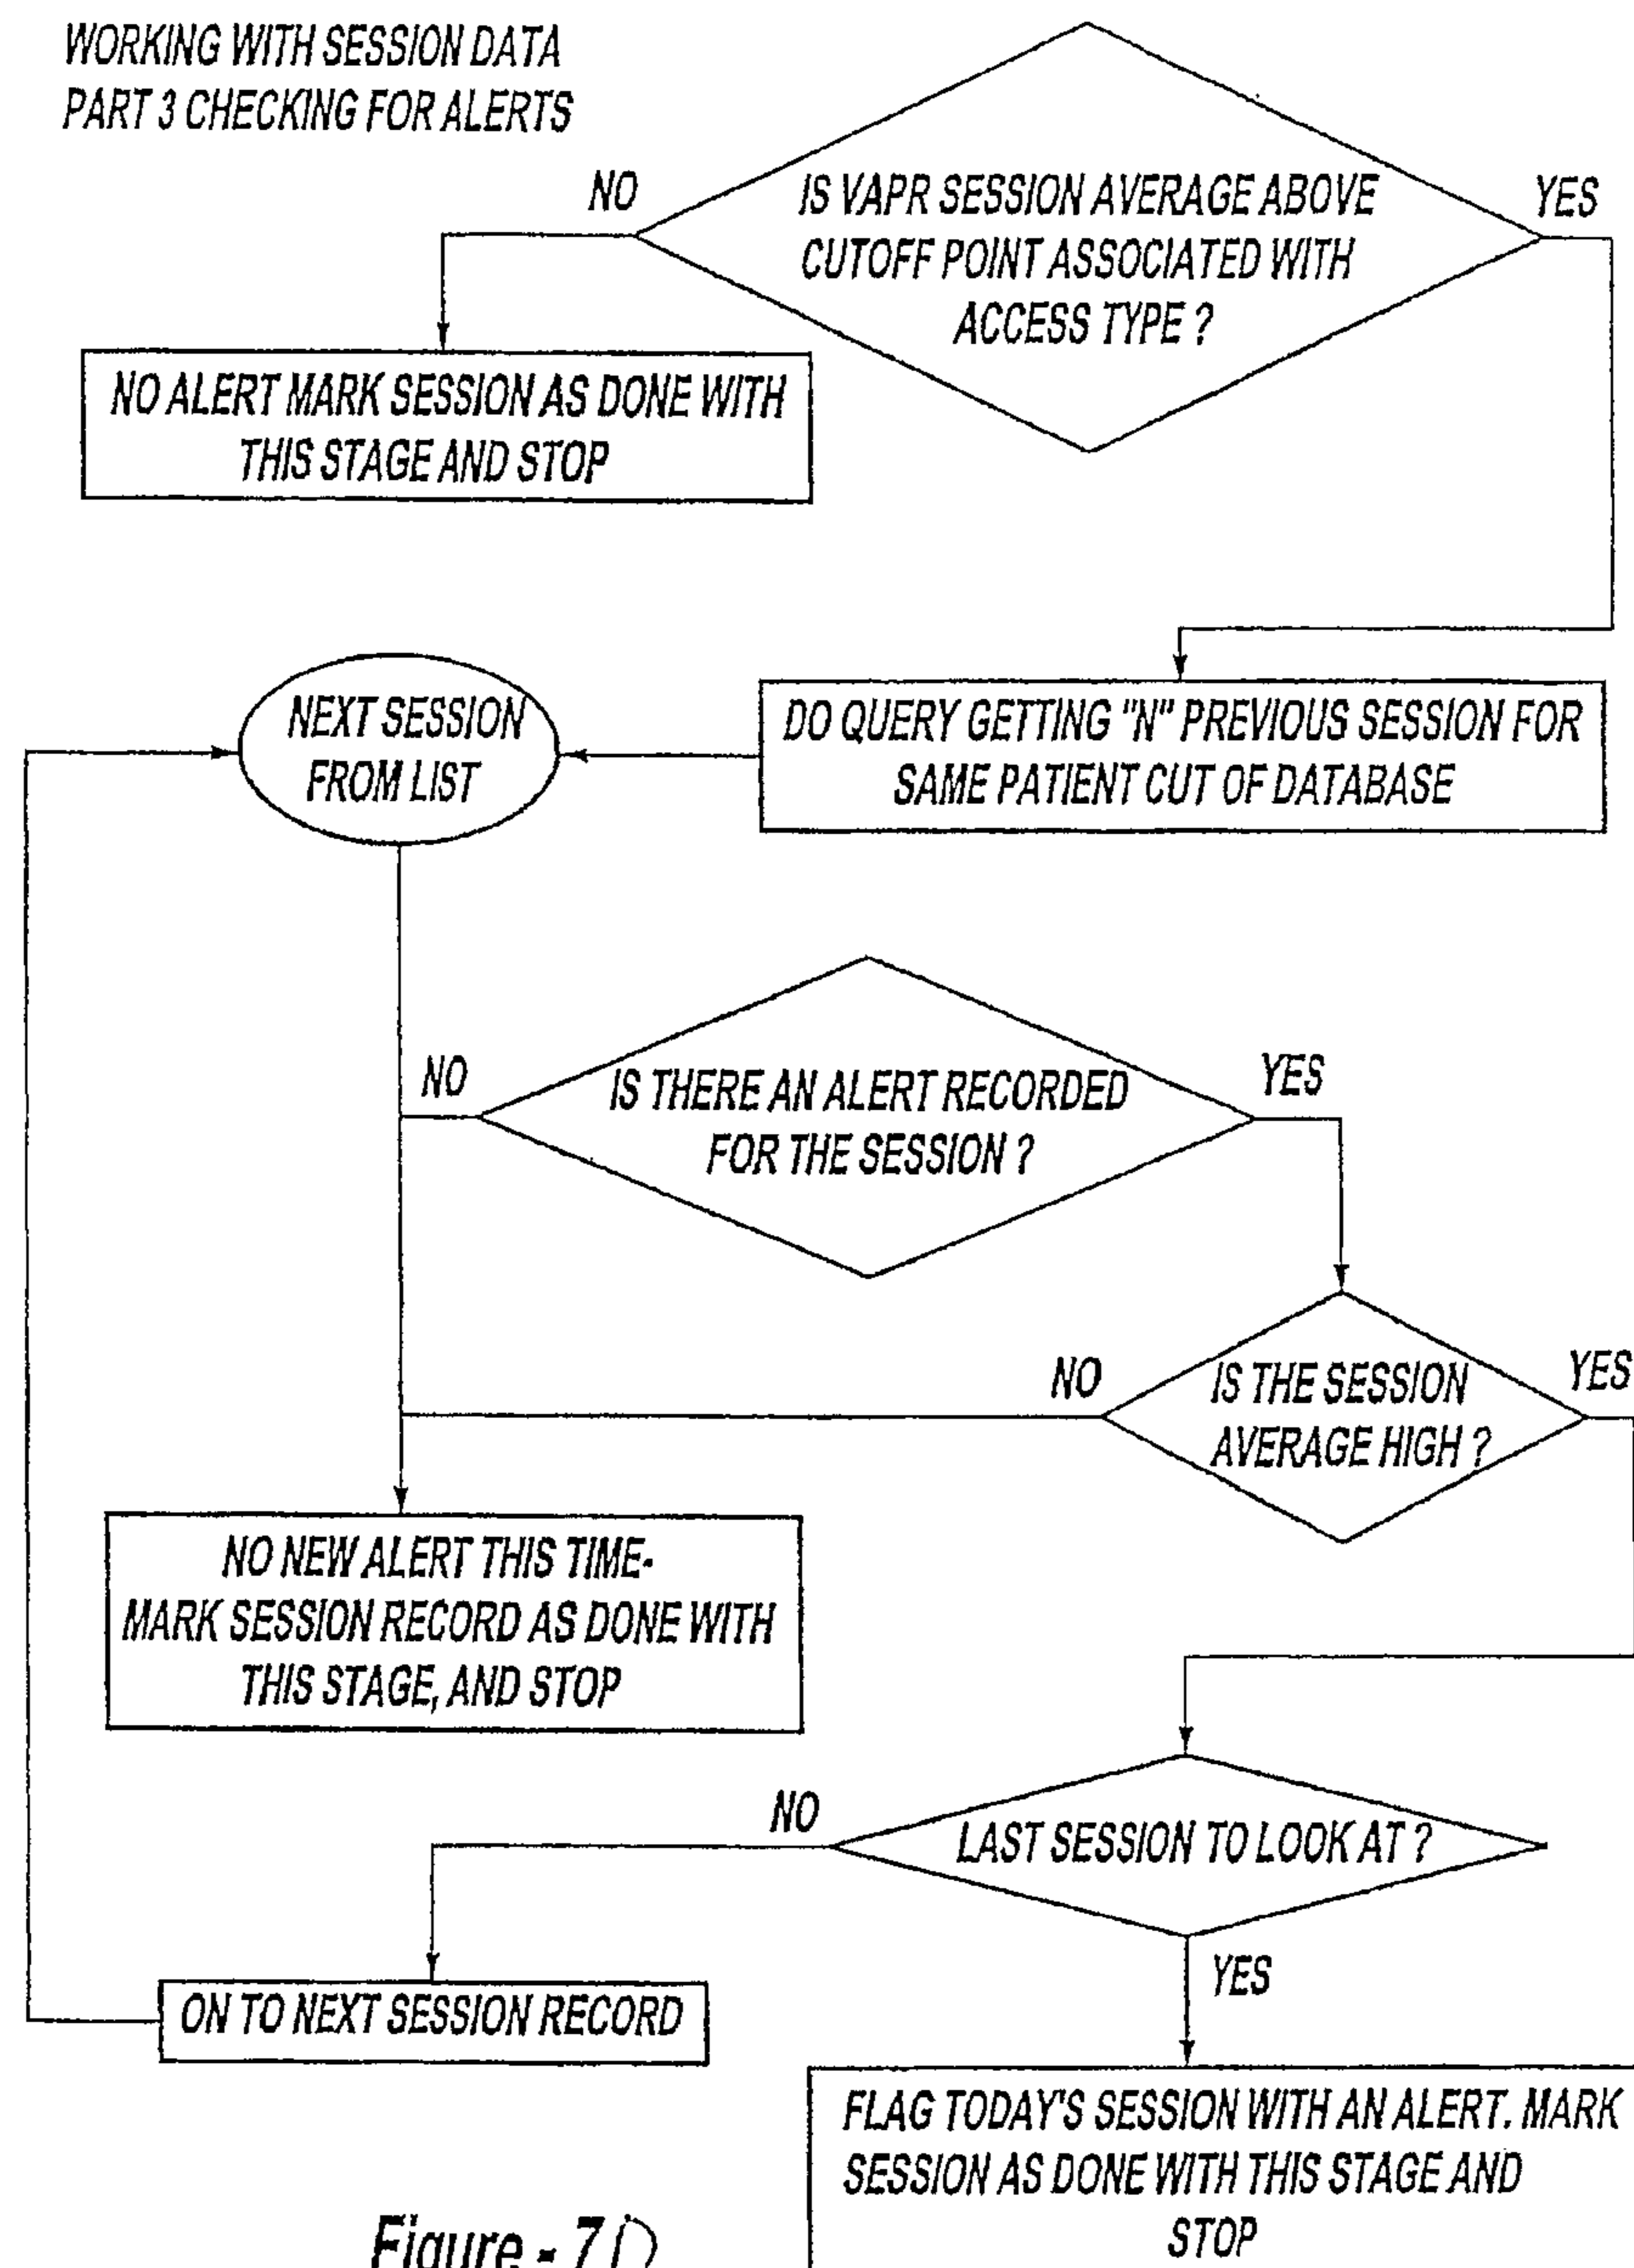 WORKING WITH SESSION DATA
PART 3 CHECKING FOR ALERTS
NO
IS VAPR SESSION AVERAGE ABOVE
CUTOFF POINT ASSOCIATED WITH
ACCESS TYPE ?
YES
NO ALERT MARK SESSION AS DONE WITH
THIS STAGE AND STOP
NEXT SESSION
FROM LIST
DO QUERY GETTING "N" PREVIOUS SESSION FOR
SAME PATIENT CUT OF DATABASE
NO
IS THERE AN ALERT RECORDED
FOR THE SESSION ?
YES
NO
IS THE SESSION
AVERAGE HIGH ?
YES
NO NEW ALERT THIS TIME-
MARK SESSION RECORD AS DONE WITH
THIS STAGE, AND STOP
NO
LAST SESSION TO LOOK AT ?
YES
ON TO NEXT SESSION RECORD
FLAG TODAY'S SESSION WITH AN ALERT. MARK
SESSION AS DONE WITH THIS STAGE AND
STOP
Figure - 7D